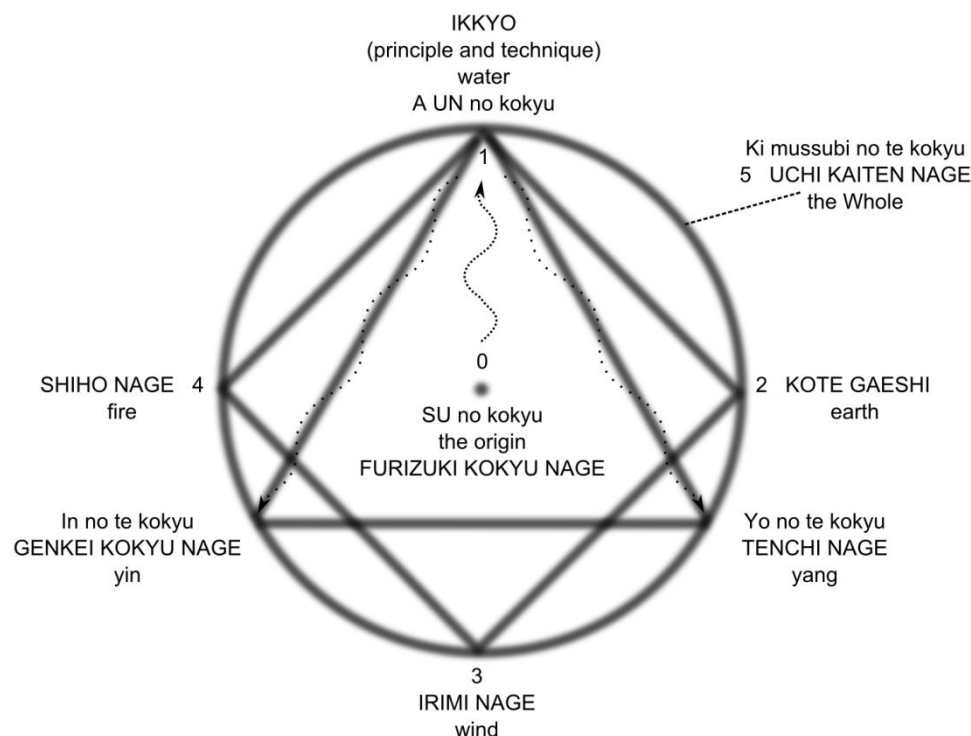 IKKYO
(principle and technique)
water
A UN no kokyu
1
Ki mussubi no te kokyu
5 UCHI KAITEN NAGE
the Whole
0
SU no kokyu
the origin
FURIZUKI KOKYU NAGE
SHIHO NAGE 4
fire
2 KOTE GAESHI
earth
In no te kokyu
GENKEI KOKYU NAGE
yin
Yo no te kokyu
TENCHI NAGE
yang
3
IRIMI NAGE
wind